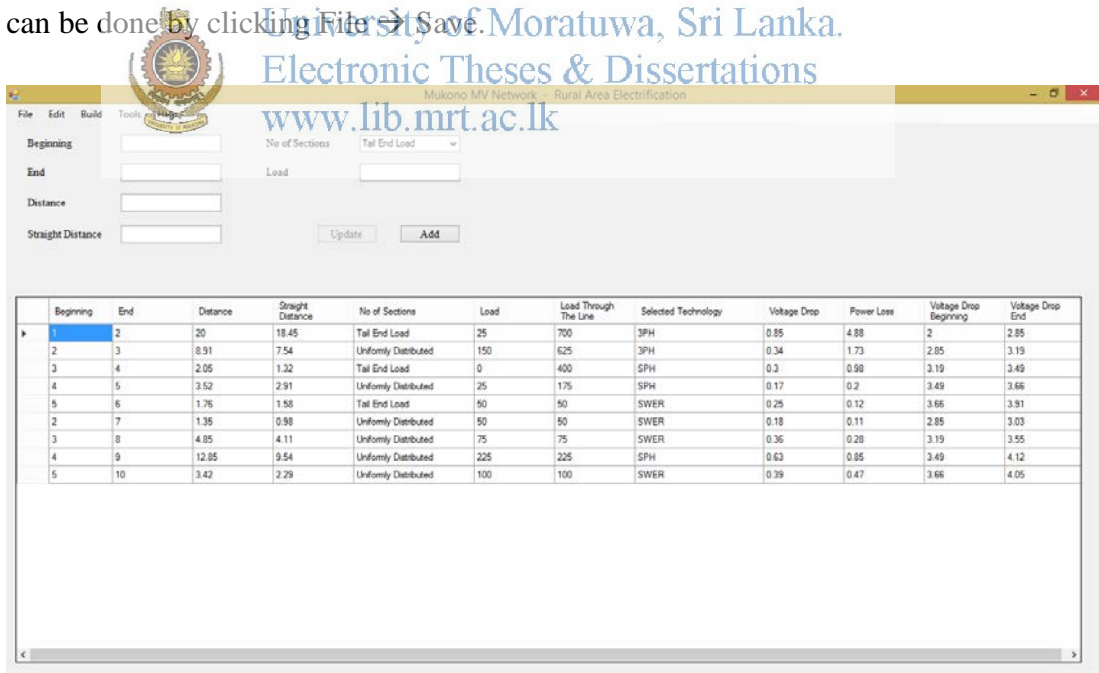 can be done by clicking File → Save.
University of Moratuwa, Sri Lanka.
Electronic Theses & Dissertations
www.lib.mrt.ac.lk
Mukono MV Network - Rural Area Electrification
File Edit Build Tools
Beginning No of Sections Tail End Load
End Load
Distance
Straight Distance Update Add
Beginning End Distance Straight Distance No of Sections Load Load Through The Line Selected Technology Voltage Drop Power Loss Voltage Drop Beginning Voltage Drop End
1 2 20 18.45 Tail End Load 25 700 3PH 0.85 4.88 2 2.85
2 3 8.91 7.54 Uniformly Distributed 150 625 3PH 0.34 1.73 2.85 3.19
3 4 2.05 1.32 Tail End Load 0 400 SPH 0.3 0.98 3.19 3.49
4 5 3.52 2.91 Uniformly Distributed 25 175 SPH 0.17 0.2 3.49 3.66
5 6 1.76 1.58 Tail End Load 50 50 SWER 0.25 0.12 3.66 3.91
2 7 1.35 0.98 Uniformly Distributed 50 50 SWER 0.18 0.11 2.85 3.03
3 8 4.85 4.11 Uniformly Distributed 75 75 SWER 0.36 0.28 3.19 3.55
4 9 12.85 9.54 Uniformly Distributed 225 225 SPH 0.63 0.85 3.49 4.12
5 10 3.42 2.29 Uniformly Distributed 100 100 SWER 0.39 0.47 3.66 4.05